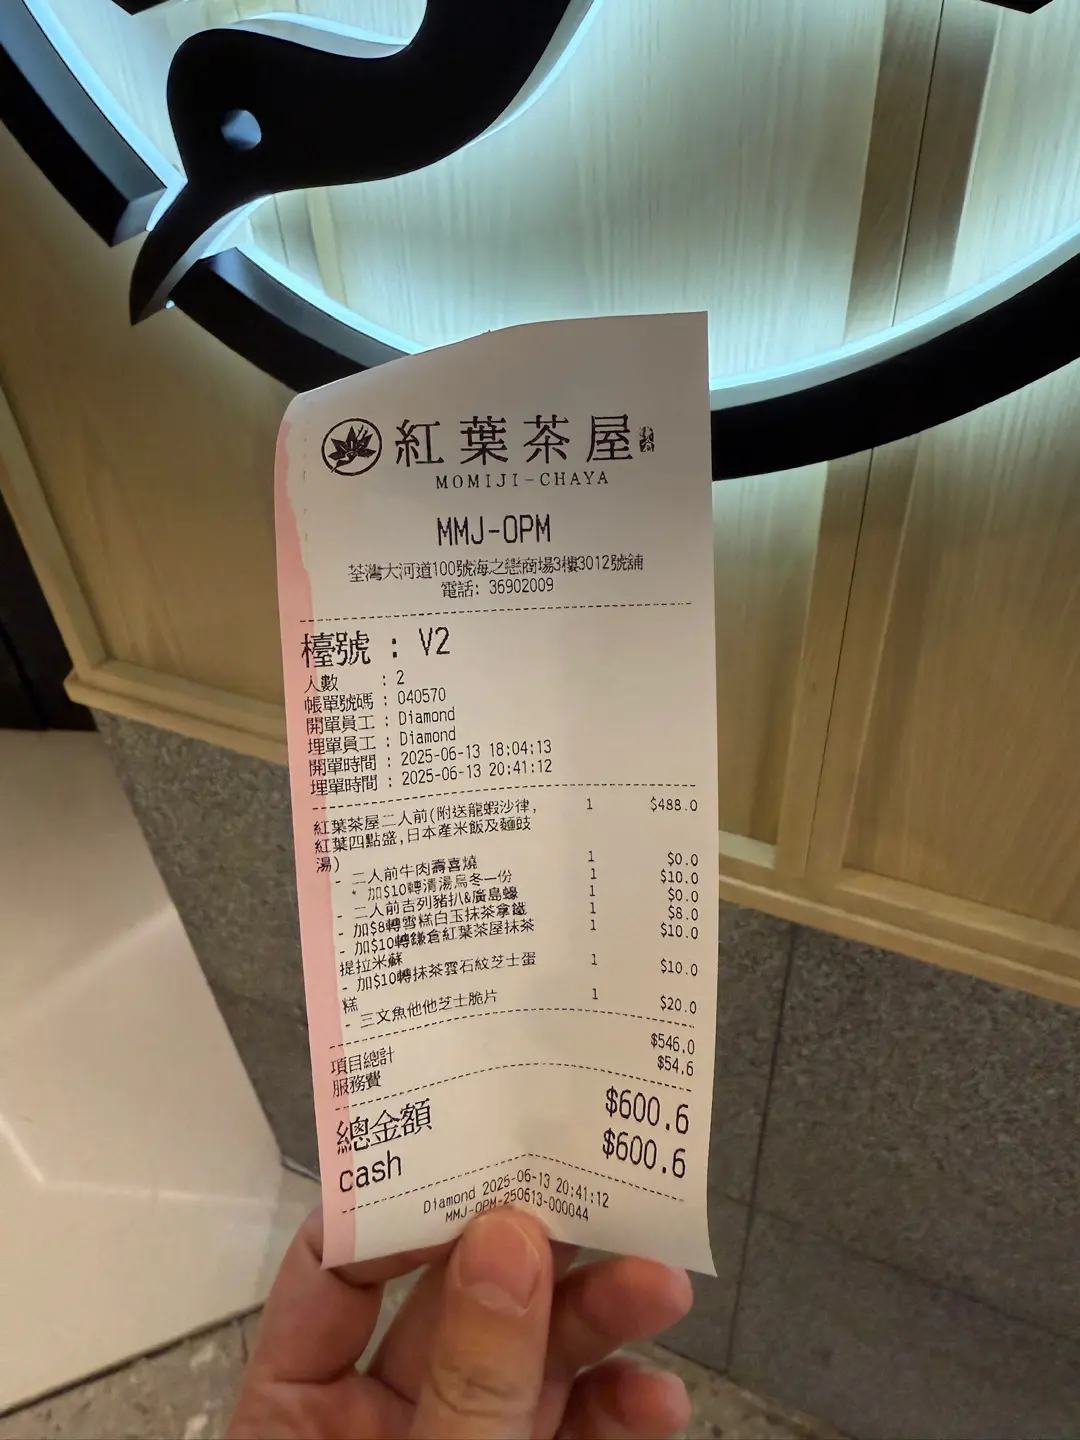 紅葉茶屋
MOMIJI-CHAYA
MMJ-OPM
荃灣大河道100號海之戀商場3樓3012號舖
電話: 36902009
檯號 : V2
人數 : 2
帳單號碼 : 040570
開單員工 : Diamond
埋單員工 : Diamond
開單時間 : 2025-06-13 18:04:13
埋單時間 : 2025-06-13 20:41:12
紅葉茶屋二人前(附送龍蝦沙律, 1 $488.0
紅葉四點盛,日本產米飯及麵豉
湯)
- 二人前牛肉壽喜燒 1 $0.0
* 加$10轉清湯烏冬一份 1 $10.0
- 二人前吉列豬扒&廣島蠔 1 $0.0
- 加$8轉雪糕白玉抹茶拿鐵 1 $8.0
- 加$10轉鎌倉紅葉茶屋抹茶 1 $10.0
提拉米蘇
- 加$10轉抹茶雲石紋芝士蛋 1 $10.0
糕
- 三文魚他他芝士脆片 1 $20.0
項目總計 $546.0
服務費 $54.6
總金額 $600.6
cash $600.6
Diamond 2025-06-13 20:41:12
MMJ-OPM-250613-000044